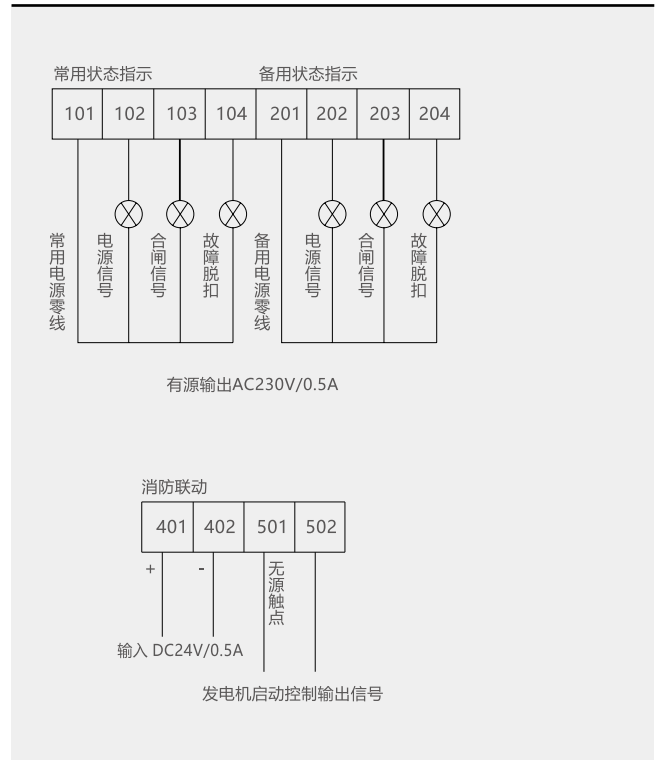 常用状态指示 备用状态指示
101 102 103 104 201 202 203 204
常用电源零线 电源信号 合闸信号 故障脱扣 备用电源零线 电源信号 合闸信号 故障脱扣
有源输出AC230V/0.5A
消防联动
401 402 501 502
+ - 无源触点
输入 DC24V/0.5A
发电机启动控制输出信号